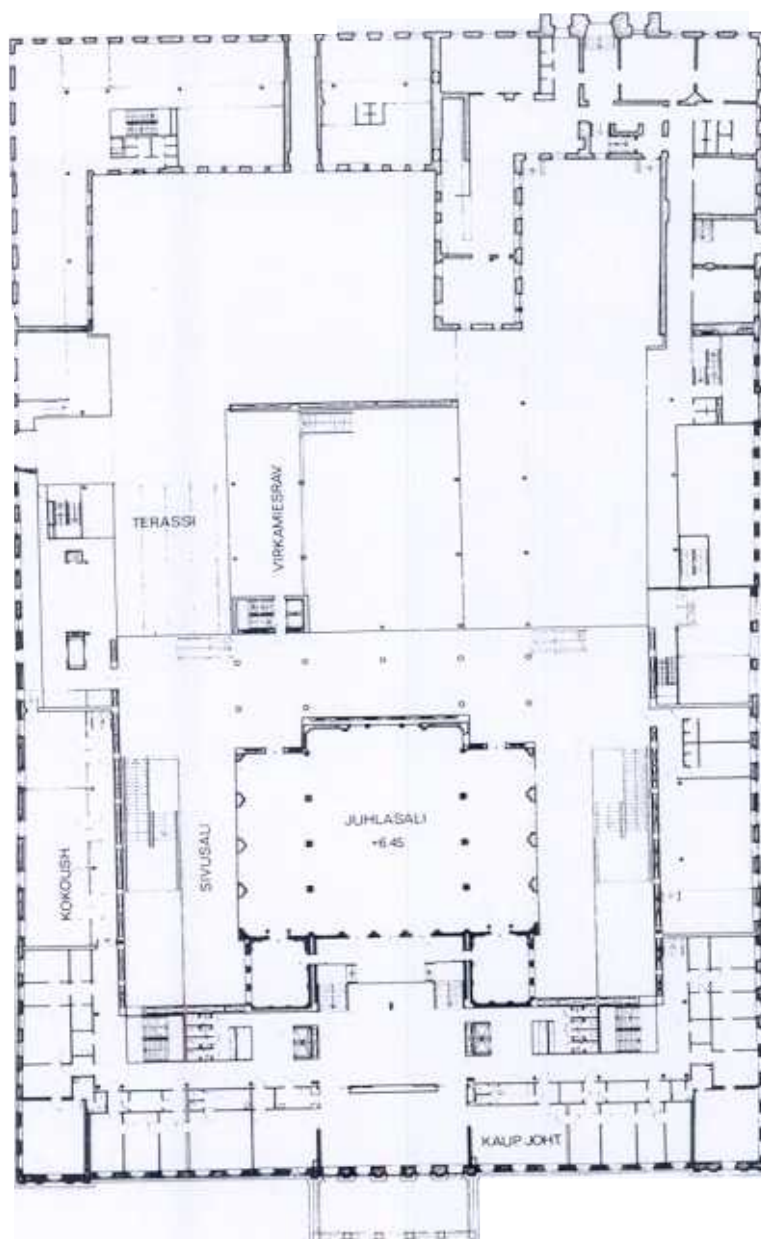 TERASSI
VIRKAMIESRAV.
JUHLASALI
+6.45
SIVUSALI
KOKOUSH
KAUP JOHT.